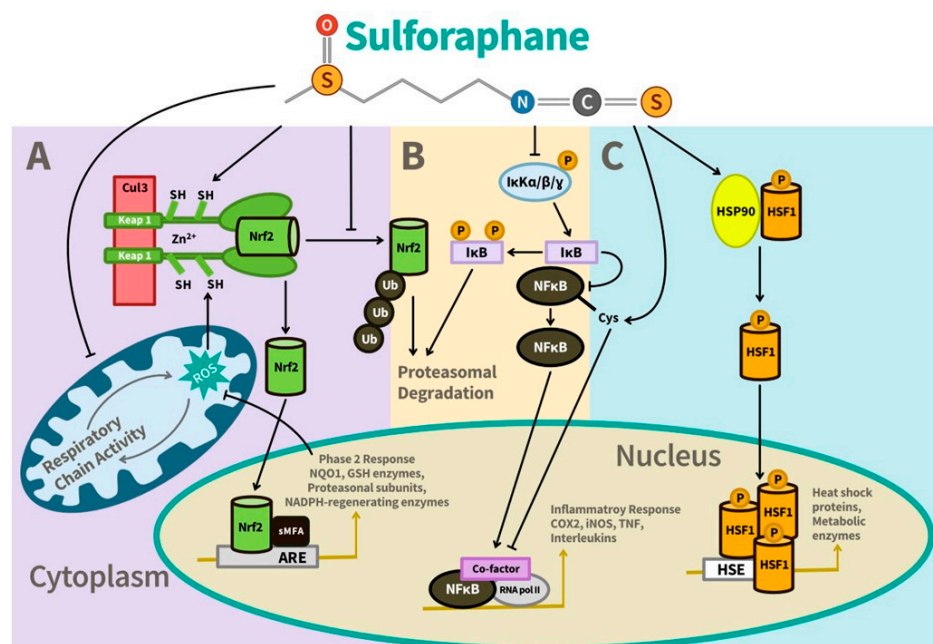 Sulforaphane
O
S
N
C
S
A
B
C
Cul3
SH
SH
Keap 1
Zn²⁺
Nrf2
Keap 1
SH
SH
Nrf2
Ub
Ub
Ub
Nrf2
ROS
Respiratory
Chain Activity
P
IκKα/β/ɣ
P
P
IκB
IκB
NFκB
Cys
NFκB
Proteasomal
Degradation
HSP90
P
HSF1
P
HSF1
Nucleus
Phase 2 Response
NQO1, GSH enzymes,
Proteasonal subunits,
NADPH-regenerating enzymes
Nrf2
sMFA
ARE
Cytoplasm
Inflammatroy Response
COX2, iNOS, TNF,
Interleukins
Co-factor
NFκB
RNA pol II
P
HSF1
P
HSF1
P
HSF1
HSE
Heat shock
proteins,
Metabolic
enzymes